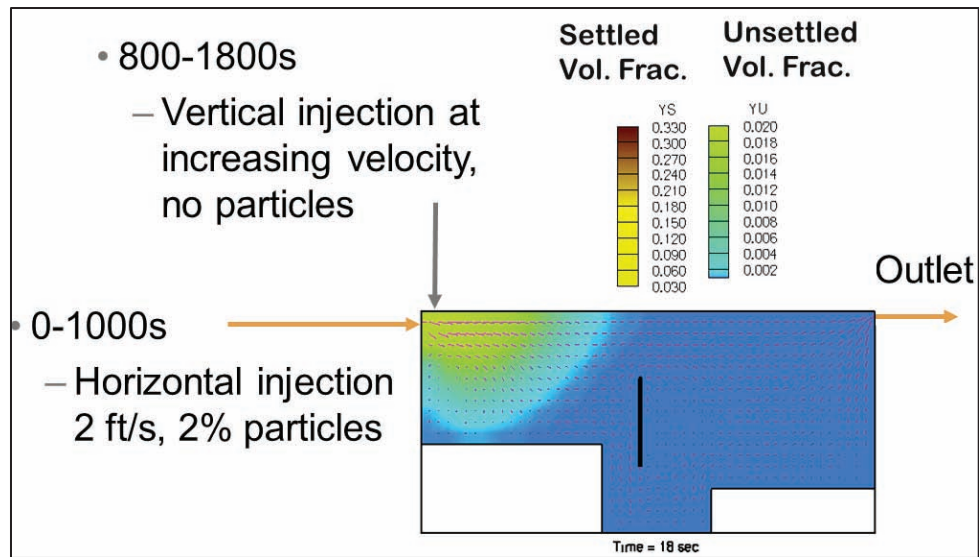 • 800-1800s
– Vertical injection at
increasing velocity,
no particles
• 0-1000s
– Horizontal injection
2 ft/s, 2% particles
Settled
Vol. Frac.
Unsettled
Vol. Frac.
YS
0.330
0.300
0.270
0.240
0.210
0.180
0.150
0.120
0.090
0.060
0.030
YU
0.020
0.018
0.016
0.014
0.012
0.010
0.008
0.006
0.004
0.002
Outlet
Time = 18 sec